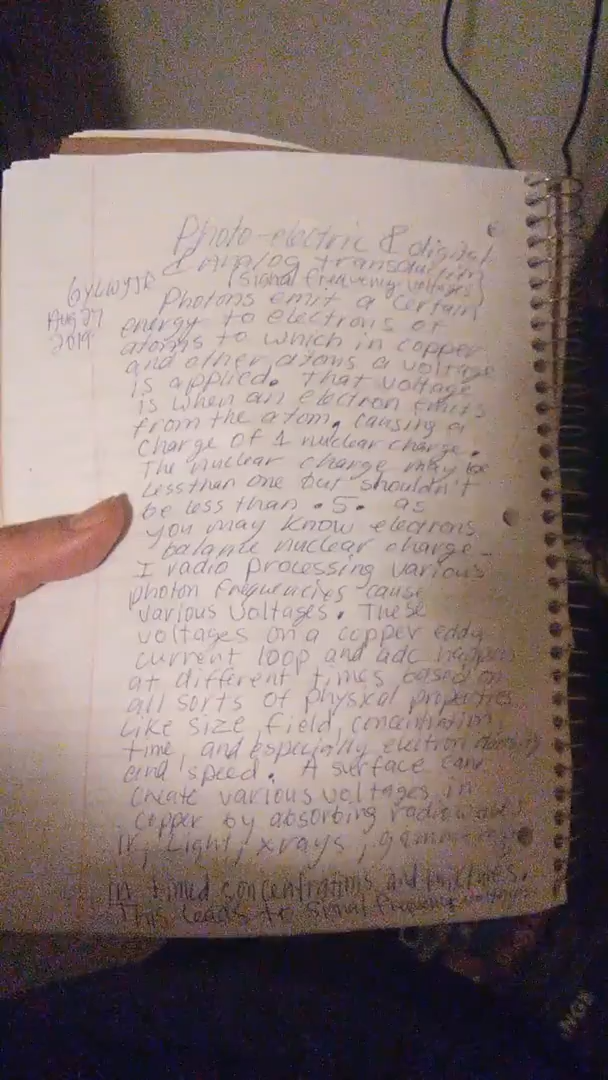 Photo-electric & digital
& Analog transduction
(signal frequency voltages)
Aug 27
2019
Photons emit a certain
energy to electrons of
atoms to which in copper
and other atoms a voltage
is applied. That voltage
is when an electron emits
from the atom, causing a
charge of 1 nuclear charge.
The nuclear charge may be
less than one but shouldn't
be less than .5. as
you may know electrons
balance nuclear charge.
I radio processing various
photon frequencies cause
various voltages. These
voltages on a copper eddy
current loop and adc happen
at different times based on
all sorts of physical properties
like size field, concentration,
time, and especially electron density
and speed. A surface can
create various voltages in
copper by absorbing radiowaves
Ir, Light, xrays, gamma rays
In timed concentrations and mixtures.
This leads to signal frequency voltages